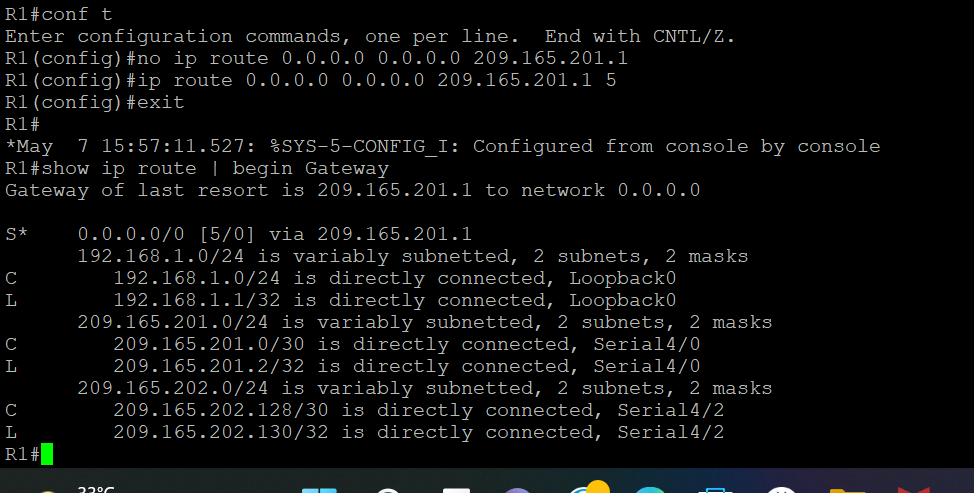 R1#conf t
Enter configuration commands, one per line.  End with CNTL/Z.
R1(config)#no ip route 0.0.0.0 0.0.0.0 209.165.201.1
R1(config)#ip route 0.0.0.0 0.0.0.0 209.165.201.1 5
R1(config)#exit
R1#
*May  7 15:57:11.527: %SYS-5-CONFIG_I: Configured from console by console
R1#show ip route | begin Gateway
Gateway of last resort is 209.165.201.1 to network 0.0.0.0

S*    0.0.0.0/0 [5/0] via 209.165.201.1
      192.168.1.0/24 is variably subnetted, 2 subnets, 2 masks
C        192.168.1.0/24 is directly connected, Loopback0
L        192.168.1.1/32 is directly connected, Loopback0
      209.165.201.0/24 is variably subnetted, 2 subnets, 2 masks
C        209.165.201.0/30 is directly connected, Serial4/0
L        209.165.201.2/32 is directly connected, Serial4/0
      209.165.202.0/24 is variably subnetted, 2 subnets, 2 masks
C        209.165.202.128/30 is directly connected, Serial4/2
L        209.165.202.130/32 is directly connected, Serial4/2
R1#